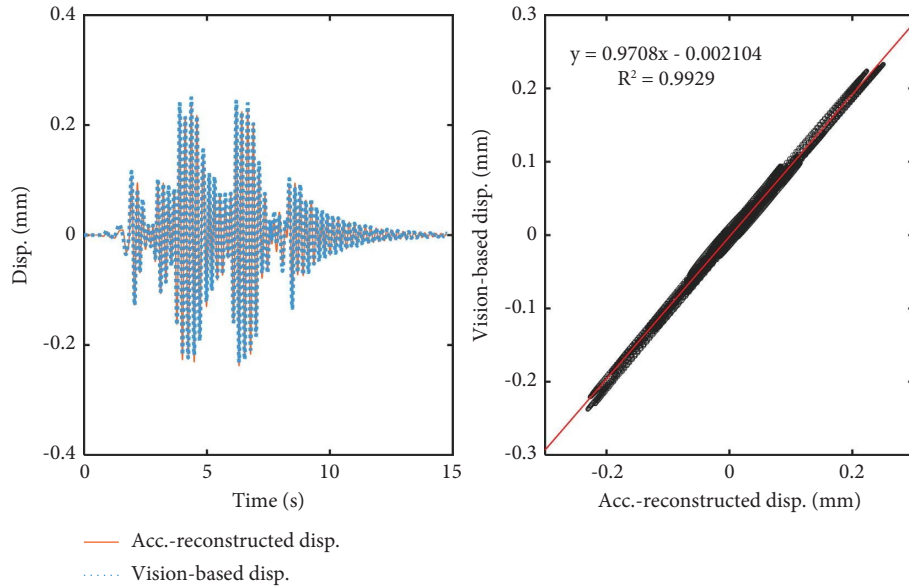 0.4
0.2
0
-0.2
-0.4
Disp. (mm)
0
5
10
15
Time (s)
Acc.-reconstructed disp.
Vision-based disp.
0.3
0.2
0.1
0
-0.1
-0.2
-0.3
Vision-based disp. (mm)
y = 0.9708x - 0.002104
R² = 0.9929
-0.2
0
0.2
Acc.-reconstructed disp. (mm)